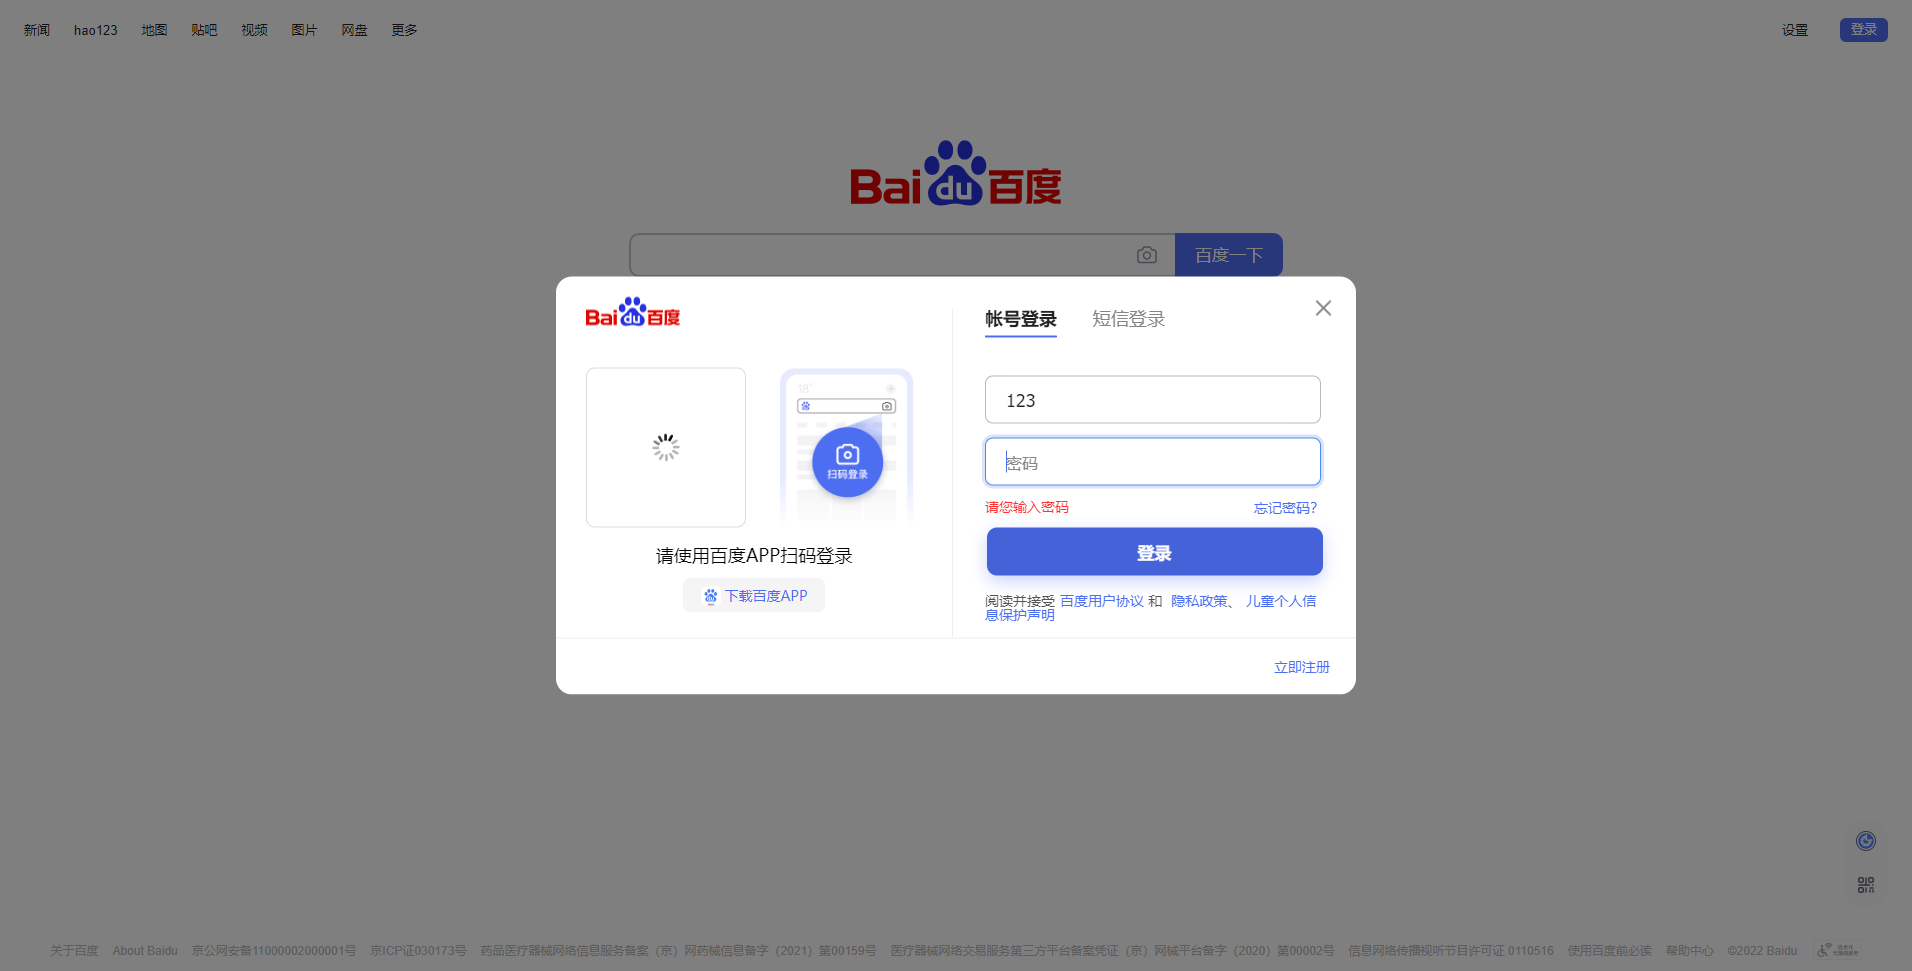 新闻 hao123 地图 贴吧 视频 图片 网盘 更多 设置 登录
Bai du 百度
百度一下
Bai du 百度
帐号登录 短信登录
123
密码
请您输入密码 忘记密码?
登录
阅读并接受 百度用户协议 和 隐私政策、 儿童个人信
息保护声明
18°
扫码登录
请使用百度APP扫码登录
下载百度APP
立即注册
关于百度 About Baidu 京公网安备11000002000001号 京ICP证030173号 药品医疗器械网络信息服务备案（京）网药械信息备字（2021）第00159号 医疗器械网络交易服务第三方平台备案凭证（京）网械平台备字（2020）第00002号 信息网络传播视听节目许可证 0110516 使用百度前必读 帮助中心 ©2022 Baidu